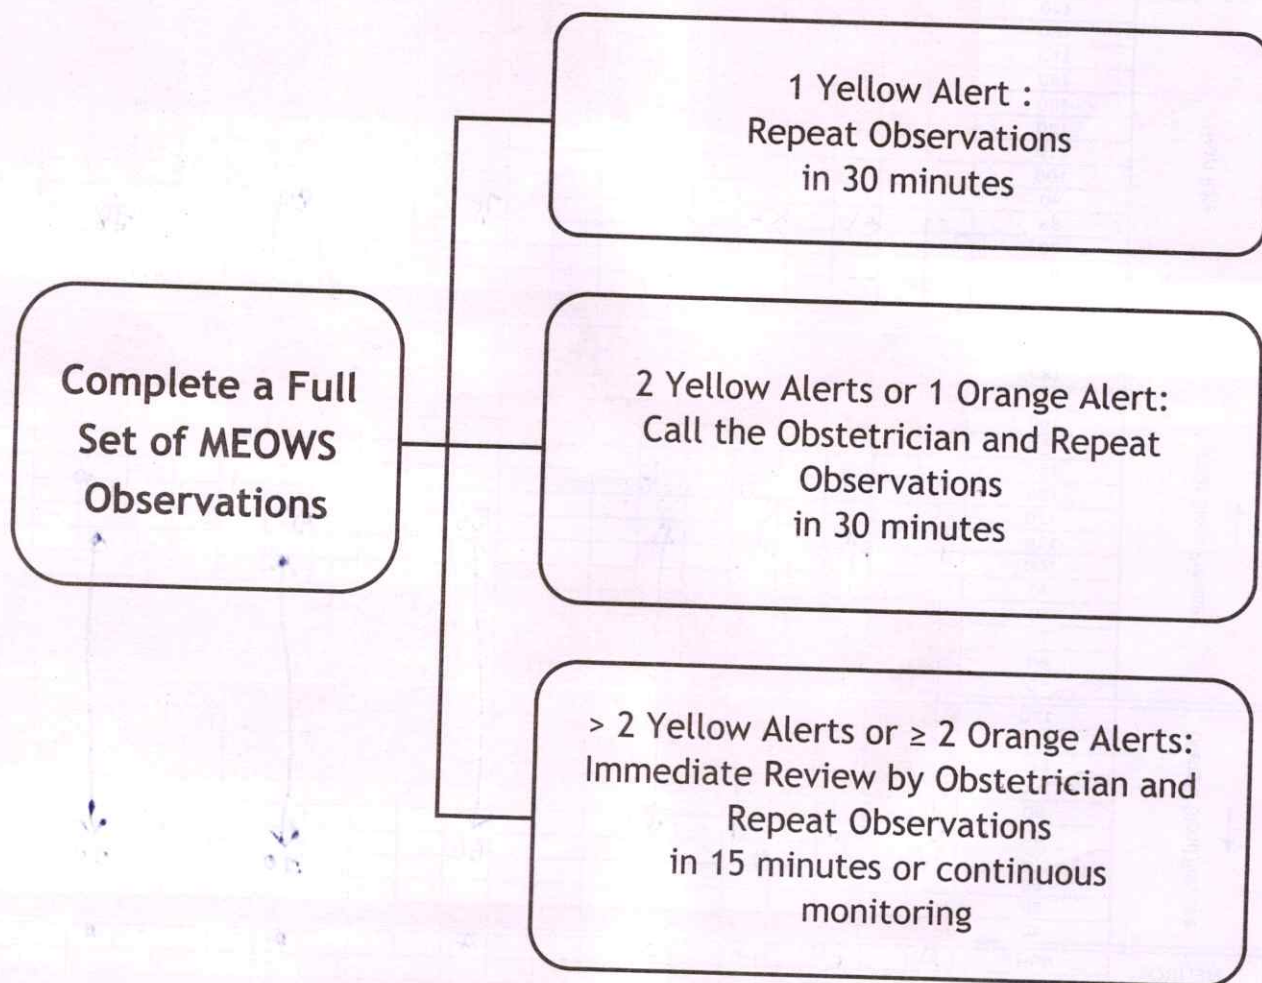 Complete a Full
Set of MEOWS
Observations
1 Yellow Alert :
Repeat Observations
in 30 minutes
2 Yellow Alerts or 1 Orange Alert:
Call the Obstetrician and Repeat
Observations
in 30 minutes
> 2 Yellow Alerts or ≥ 2 Orange Alerts:
Immediate Review by Obstetrician and
Repeat Observations
in 15 minutes or continuous
monitoring